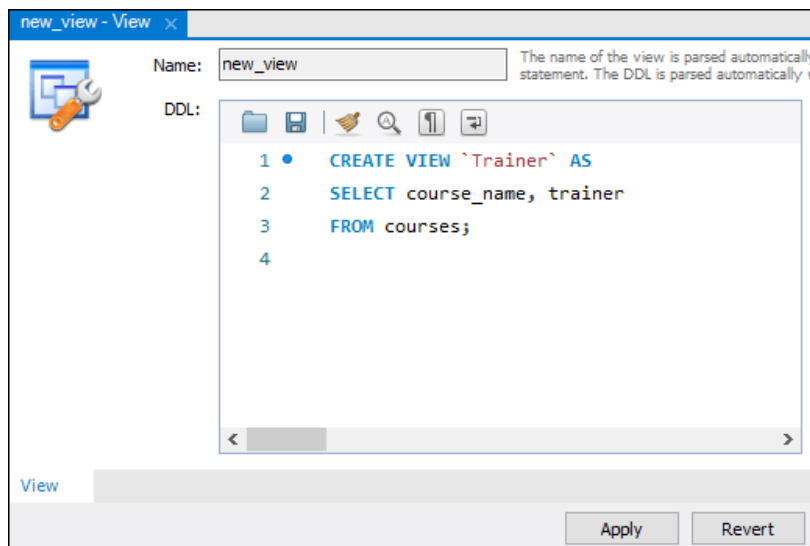 new_view - View ×
Name: new_view
The name of the view is parsed automatically
statement. The DDL is parsed automatically
DDL:
1 CREATE VIEW `Trainer` AS
2 SELECT course_name, trainer
3 FROM courses;
4
View
Apply Revert